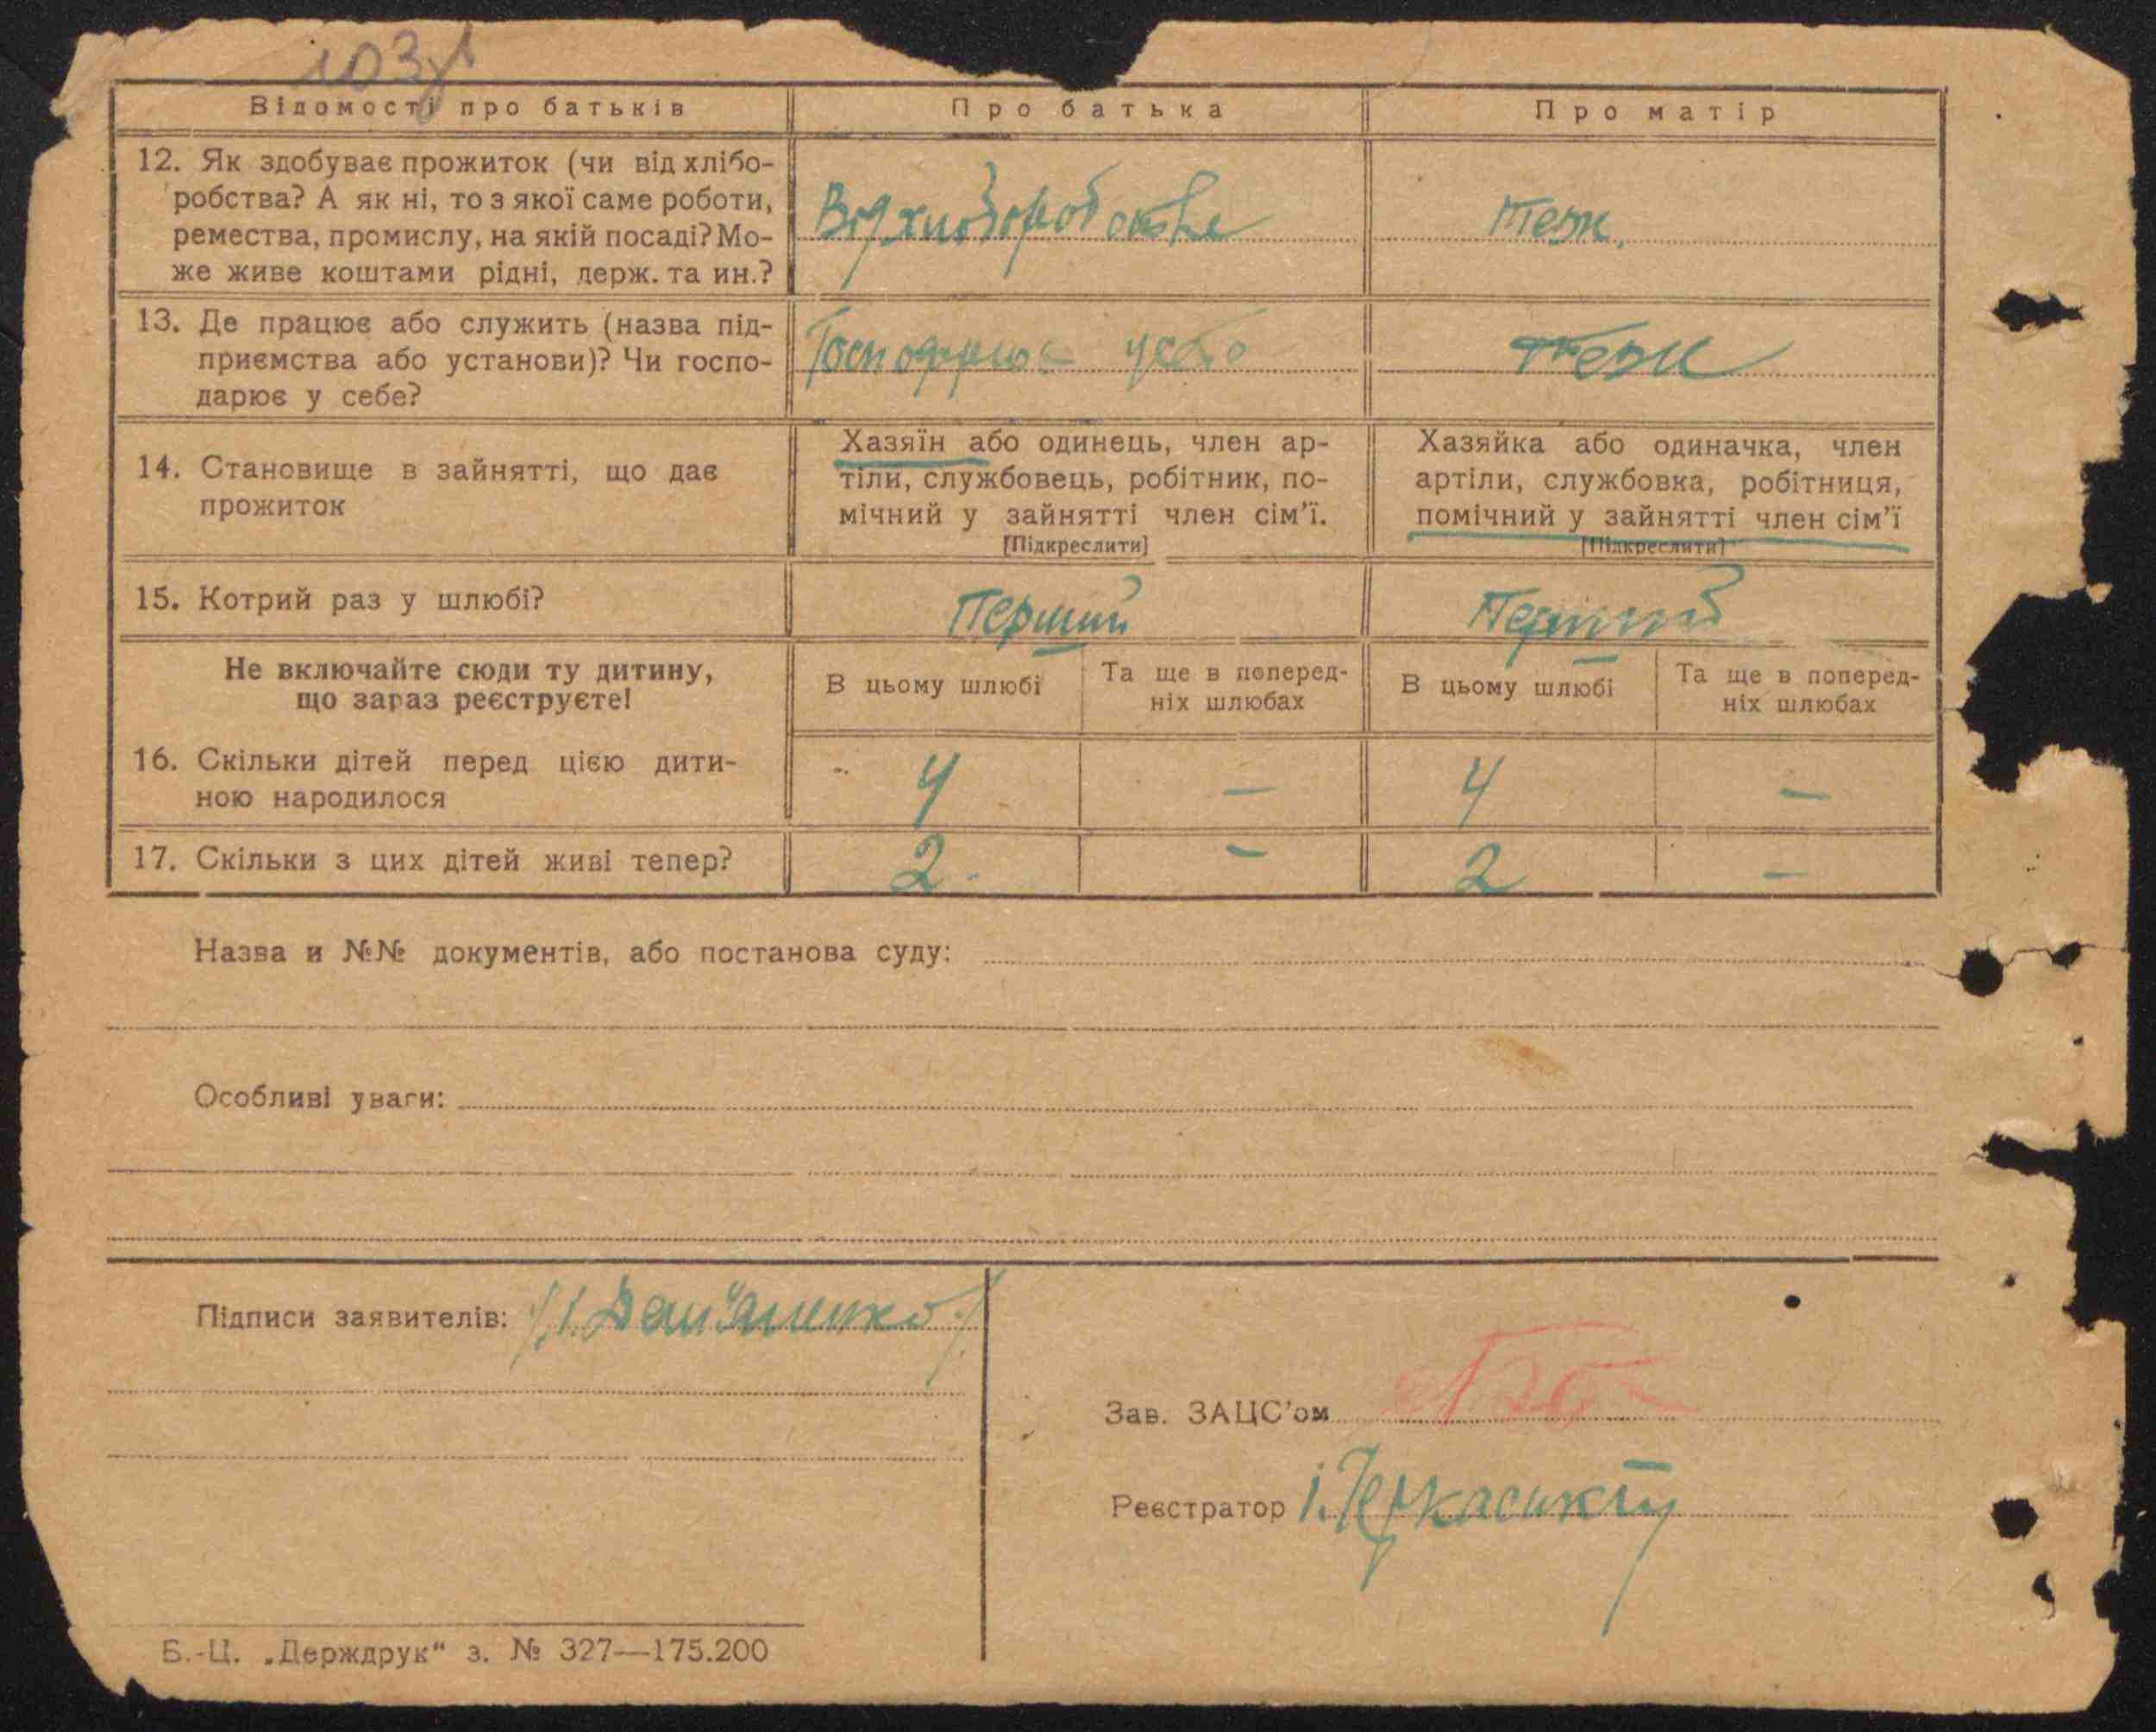 103
Відомості про батьків Про батька Про матір
12. Як здобуває прожиток (чи від хлібо-
робства? А як ні, то з якої саме роботи,
ремества, промислу, на якій посаді? Мо-
же живе коштами рідні, держ. та ин.?
Від хліборобства
теж.
13. Де працює або служить (назва під-
приємства або установи)? Чи госпо-
дарює у себе?
Господарює у себе
теж
14. Становище в зайнятті, що дає
прожиток
Хазяїн або одинець, член ар-
тіли, службовець, робітник, по-
мічний у зайнятті член сім’ї.
[Підкреслити]
Хазяйка або одиначка, член
артіли, службовка, робітниця,
помічний у зайнятті член сім’ї
[Підкреслити]
15. Котрий раз у шлюбі?
Перший
Перший
Не включайте сюди ту дитину,
що зараз реєструєте!
В цьому шлюбі
Та ще в поперед-
ніх шлюбах
В цьому шлюбі
Та ще в поперед-
ніх шлюбах
16. Скільки дітей перед цією дити-
ною народилося
4 — 4 —
17. Скільки з цих дітей живі тепер?
2 - 2 —
Назва и №№ документів, або постанова суду:
Особливі уваги:
Підписи заявителів: /І. Дем'яненко/
Зав. ЗАЦС’ом
Реєстратор І. Черкаський
Б.-Ц. „Держдрук“ з. № 327—175.200